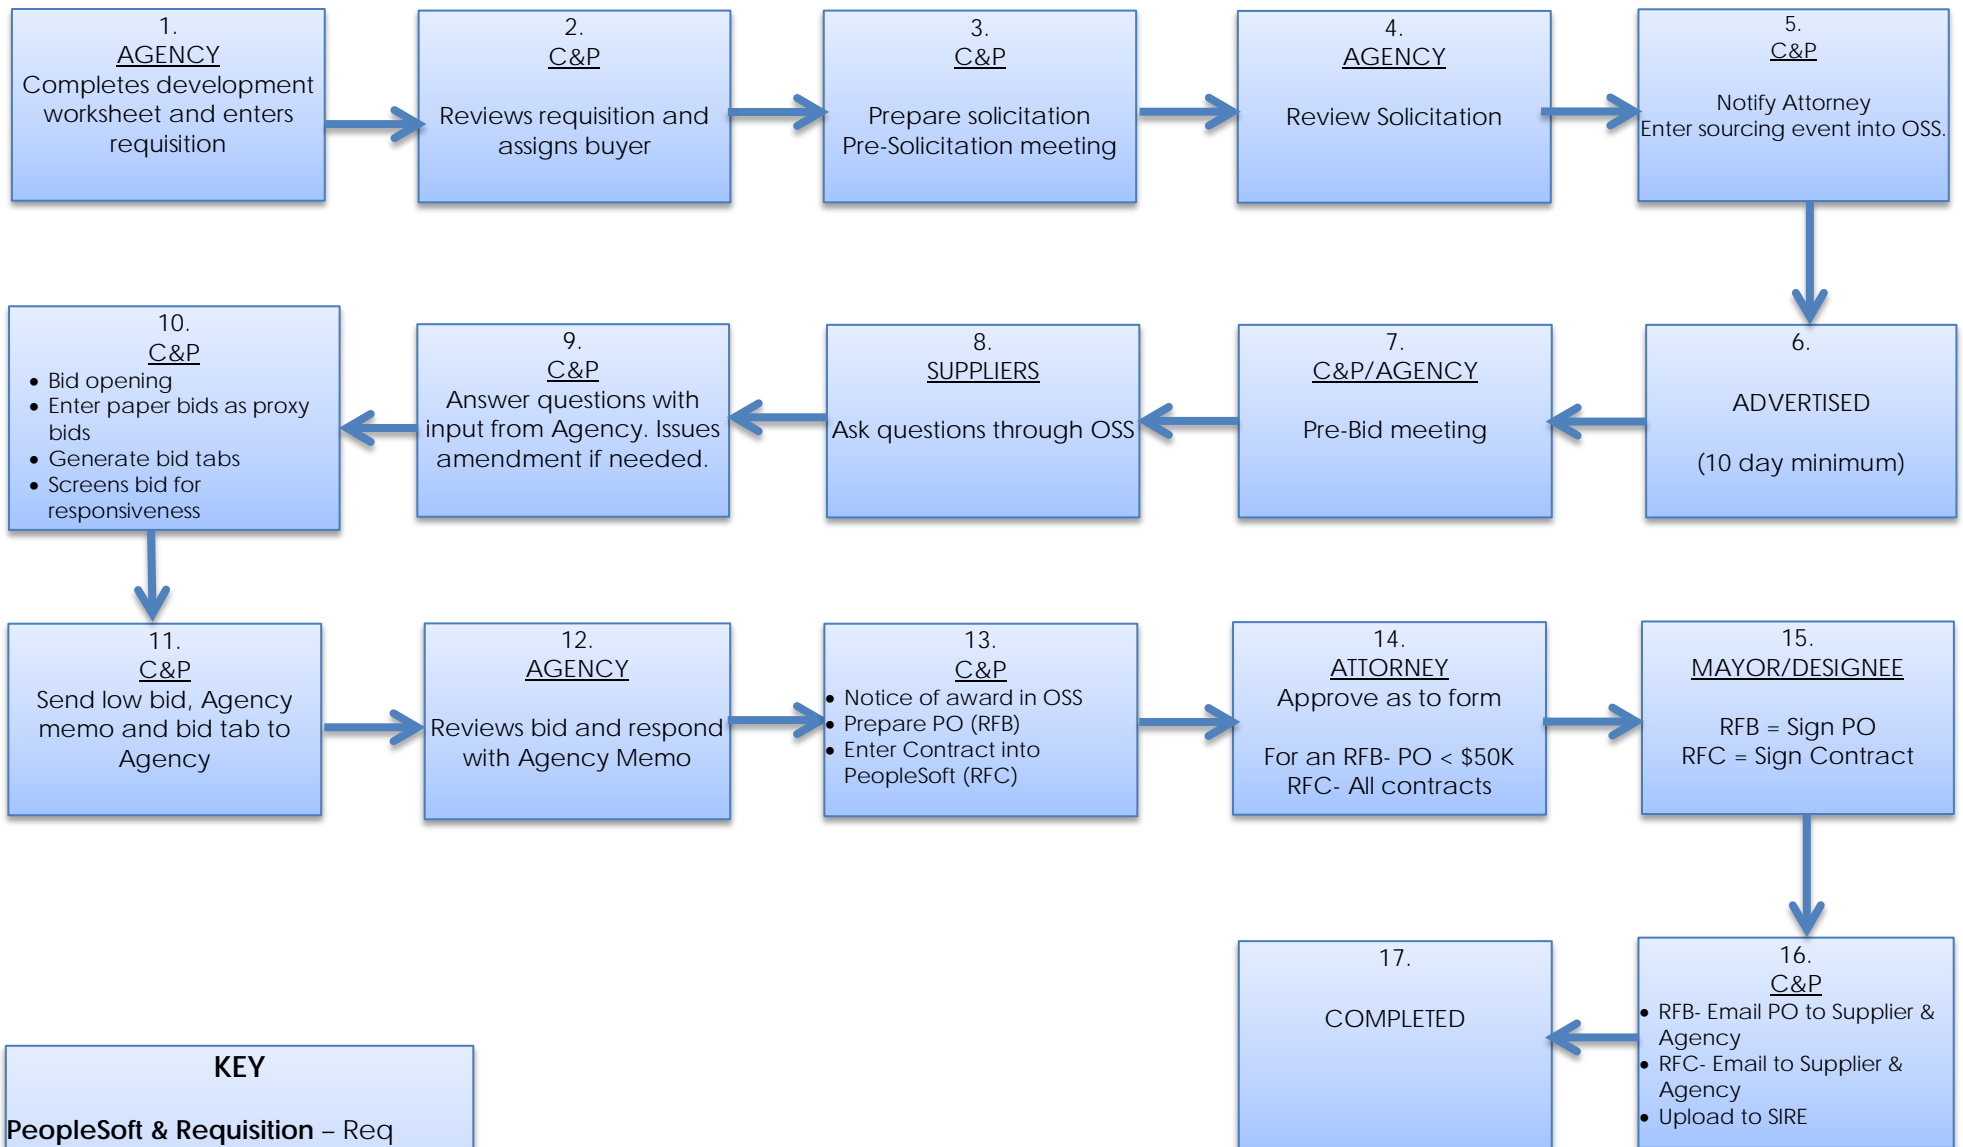 1.
AGENCY
Completes development
worksheet and enters
requisition
2.
C&P
Reviews requisition and
assigns buyer
3.
C&P
Prepare solicitation
Pre-Solicitation meeting
4.
AGENCY
Review Solicitation
5.
C&P
Notify Attorney
Enter sourcing event into OSS.
6.
ADVERTISED
(10 day minimum)
7.
C&P/AGENCY
Pre-Bid meeting
8.
SUPPLIERS
Ask questions through OSS
9.
C&P
Answer questions with
input from Agency. Issues
amendment if needed.
10.
C&P
• Bid opening
• Enter paper bids as proxy
bids
• Generate bid tabs
• Screens bid for
responsiveness
11.
C&P
Send low bid, Agency
memo and bid tab to
Agency
12.
AGENCY
Reviews bid and respond
with Agency Memo
13.
C&P
• Notice of award in OSS
• Prepare PO (RFB)
• Enter Contract into
PeopleSoft (RFC)
14.
ATTORNEY
Approve as to form
For an RFB- PO < $50K
RFC- All contracts
15.
MAYOR/DESIGNEE
RFB = Sign PO
RFC = Sign Contract
16.
C&P
• RFB- Email PO to Supplier &
Agency
• RFC- Email to Supplier &
Agency
• Upload to SIRE
17.
COMPLETED
KEY
PeopleSoft & Requisition – Req